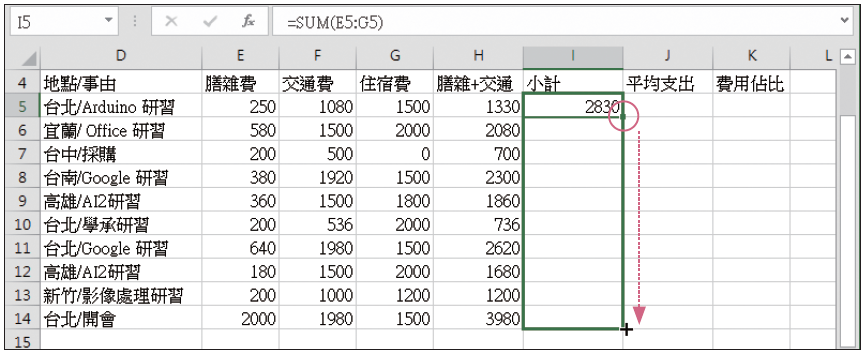 I5 fx =SUM(E5:G5)
D E F G H I J K L
4 地點/事由 膳雜費 交通費 住宿費 膳雜+交通 小計 平均支出 費用佔比
5 台北/Arduino 研習 250 1080 1500 1330 2830
6 宜蘭/ Office 研習 580 1500 2000 2080
7 台中/採購 200 500 0 700
8 台南/Google 研習 380 1920 1500 2300
9 高雄/AI2研習 360 1500 1800 1860
10 台北/學承研習 200 536 2000 736
11 台北/Google 研習 640 1980 1500 2620
12 高雄/AI2研習 180 1500 2000 1680
13 新竹/影像處理研習 200 1000 1200 1200
14 台北/開會 2000 1980 1500 3980
15